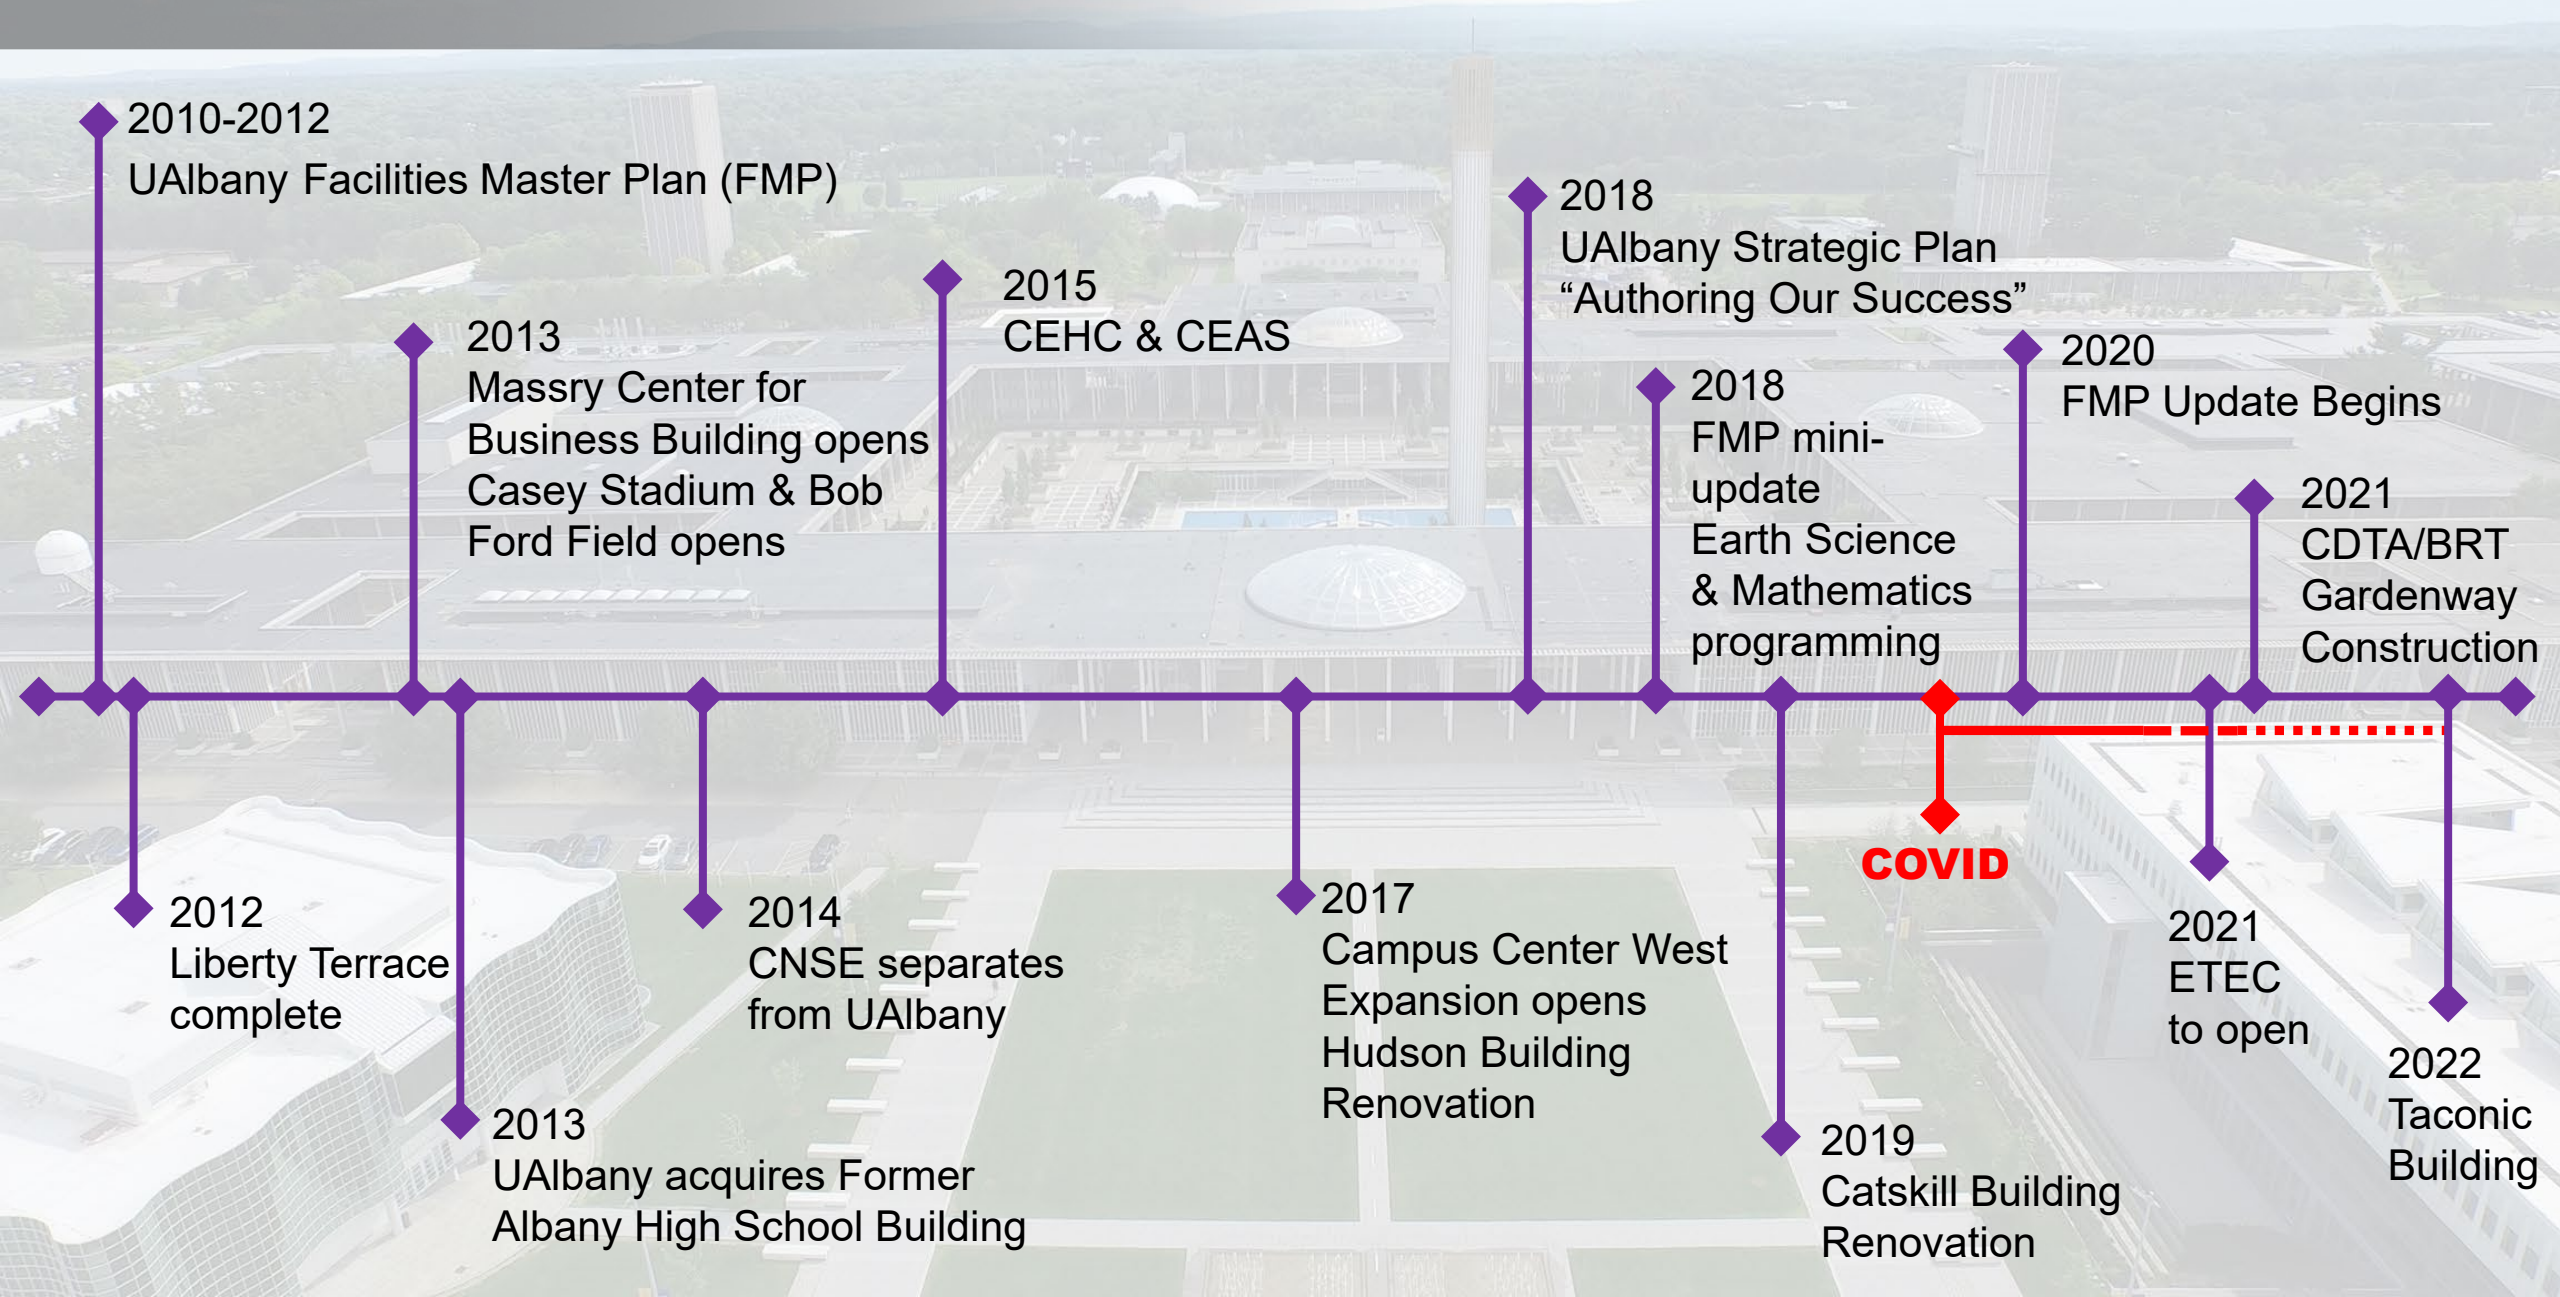 2010-2012
UAlbany Facilities Master Plan (FMP)
2012
Liberty Terrace
complete
2013
Massry Center for
Business Building opens
Casey Stadium & Bob
Ford Field opens
2013
UAlbany acquires Former
Albany High School Building
2014
CNSE separates
from UAlbany
2015
CEHC & CEAS
2017
Campus Center West
Expansion opens
Hudson Building
Renovation
2018
UAlbany Strategic Plan
“Authoring Our Success”
2018
FMP mini-
update
Earth Science
& Mathematics
programming
2019
Catskill Building
Renovation
COVID
2020
FMP Update Begins
2021
ETEC
to open
2021
CDTA/BRT
Gardenway
Construction
2022
Taconic
Building